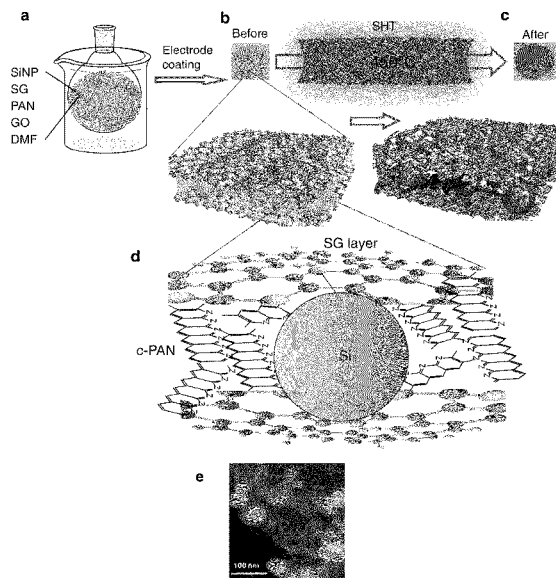 a
SiNP
SG
PAN
GO
DMF
Electrode
coating
b
Before
SHT
c
After
d
SG layer
Si
c-PAN
e
100 nm